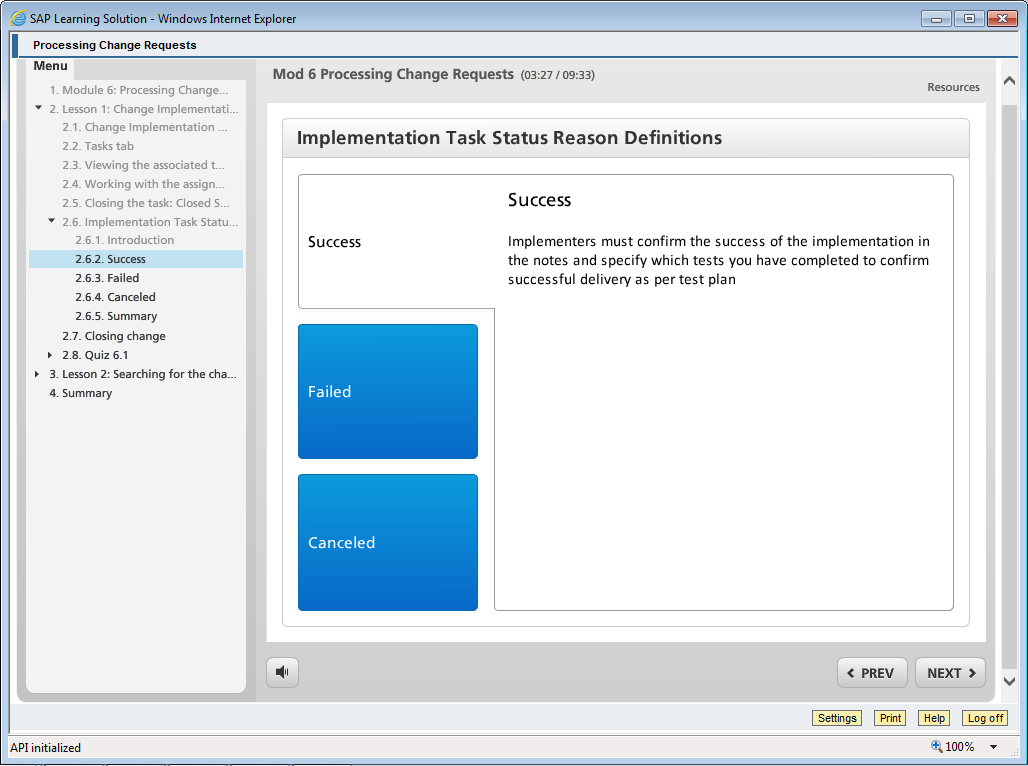 SAP Learning Solution - Windows Internet Explorer
Processing Change Requests
Menu
1. Module 6: Processing Change...
2. Lesson 1: Change Implementati...
2.1. Change Implementation ...
2.2. Tasks tab
2.3. Viewing the associated t...
2.4. Working with the assign...
2.5. Closing the task: Closed S...
2.6. Implementation Task Statu...
2.6.1. Introduction
2.6.2. Success
2.6.3. Failed
2.6.4. Canceled
2.6.5. Summary
2.7. Closing change
2.8. Quiz 6.1
3. Lesson 2: Searching for the cha...
4. Summary
Mod 6 Processing Change Requests (03:27 / 09:33)
Resources
Implementation Task Status Reason Definitions
Success
Failed
Canceled
Success
Implementers must confirm the success of the implementation in
the notes and specify which tests you have completed to confirm
successful delivery as per test plan
PREV
NEXT
Settings
Print
Help
Log off
API initialized
100%